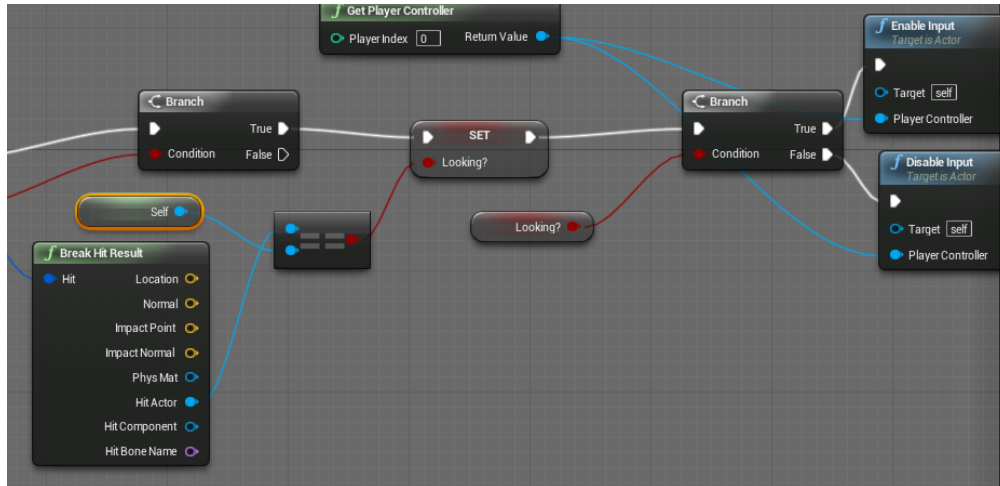 Get Player Controller
Player Index 0 Return Value
Enable Input
Target is Actor
Target self
Player Controller
Branch
True
Condition False
SET
Looking?
Branch
True
Condition False
Disable Input
Target is Actor
Target self
Player Controller
Self
==
Looking?
Break Hit Result
Hit Location
Normal
Impact Point
Impact Normal
Phys Mat
Hit Actor
Hit Component
Hit Bone Name